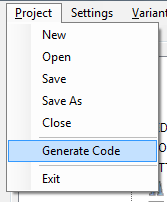 Project Settings Variant
New
Open
Save
Save As
Close
Generate Code
Exit